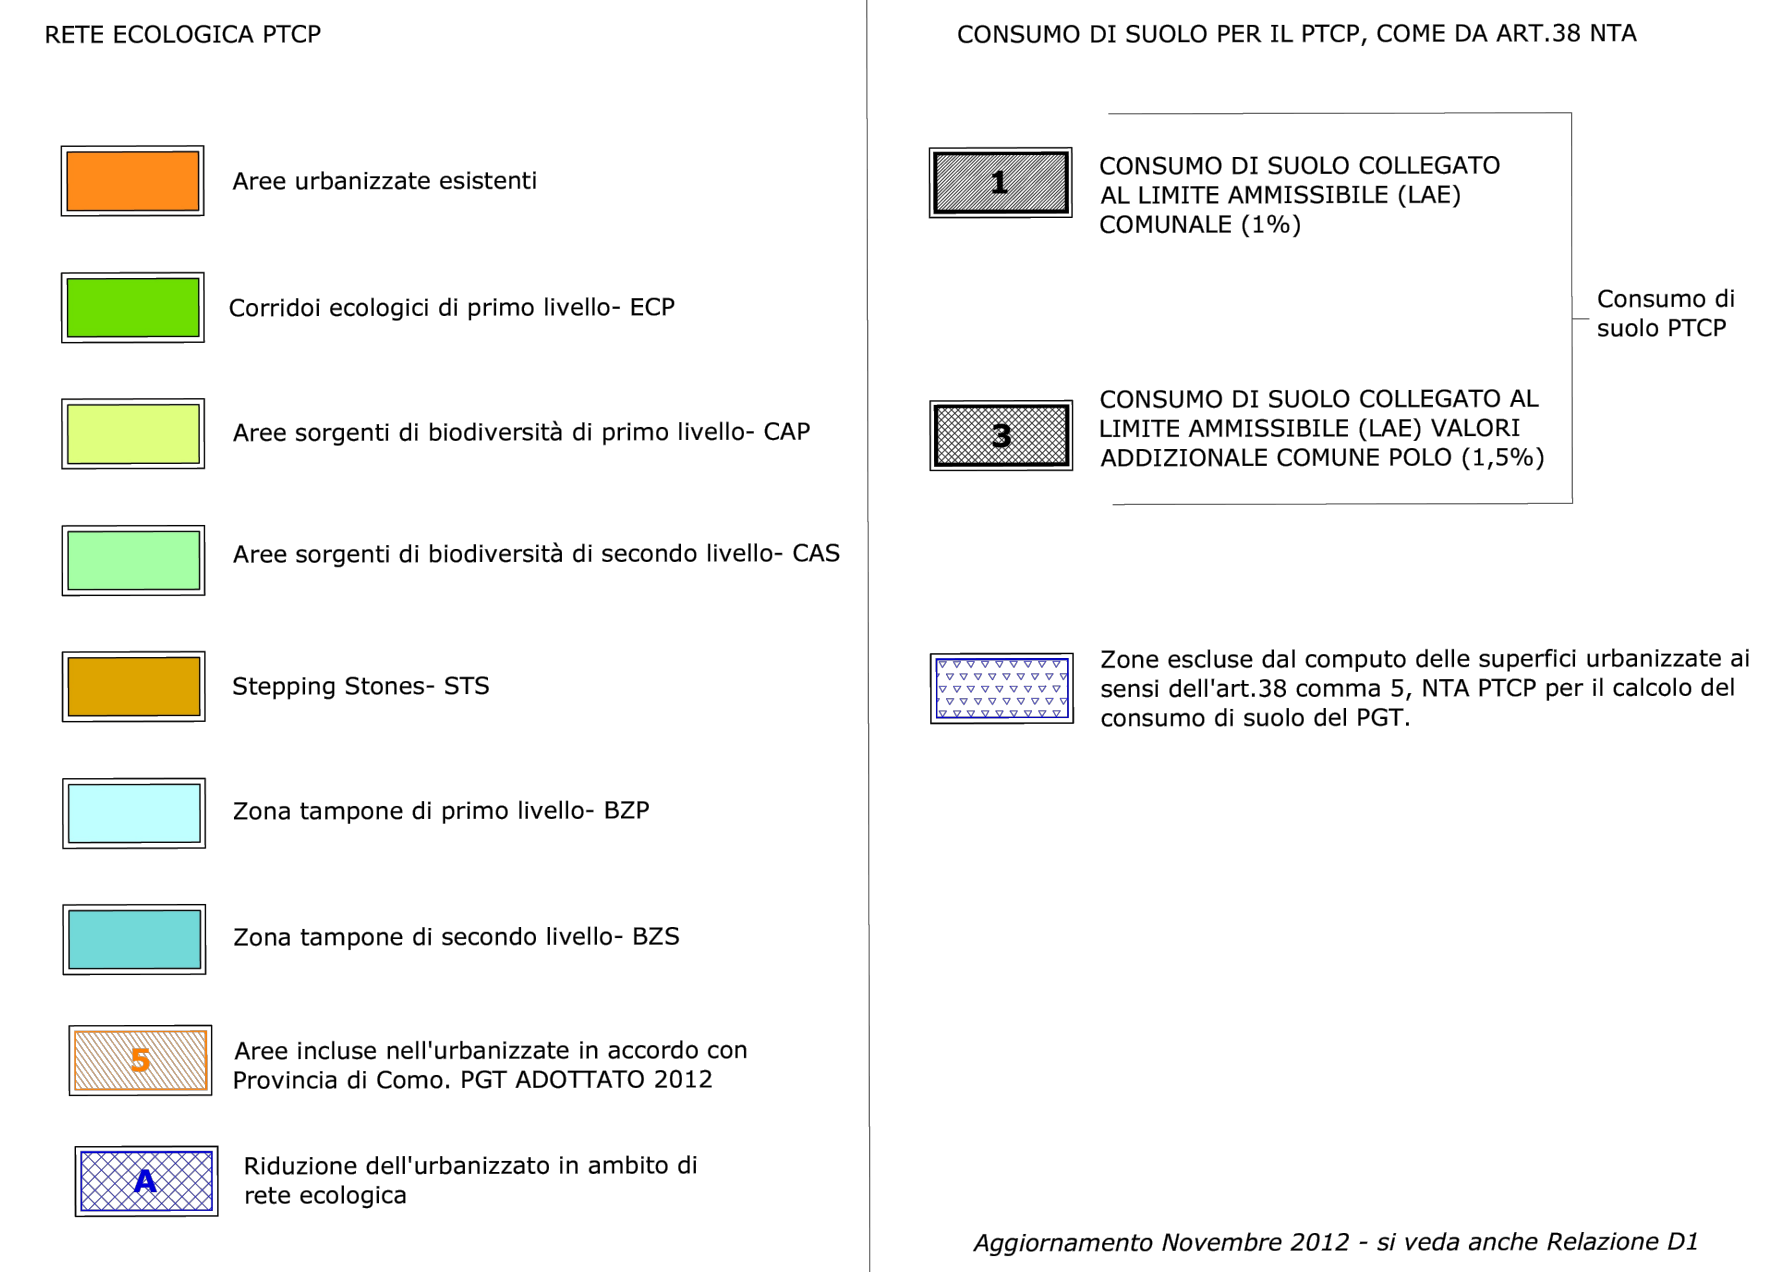 RETE ECOLOGICA PTCP
Aree urbanizzate esistenti
Corridoi ecologici di primo livello- ECP
Aree sorgenti di biodiversità di primo livello- CAP
Aree sorgenti di biodiversità di secondo livello- CAS
Stepping Stones- STS
Zona tampone di primo livello- BZP
Zona tampone di secondo livello- BZS
5
Aree incluse nell'urbanizzate in accordo con
Provincia di Como. PGT ADOTTATO 2012
A
Riduzione dell'urbanizzato in ambito di
rete ecologica
CONSUMO DI SUOLO PER IL PTCP, COME DA ART.38 NTA
1
CONSUMO DI SUOLO COLLEGATO
AL LIMITE AMMISSIBILE (LAE)
COMUNALE (1%)
3
CONSUMO DI SUOLO COLLEGATO AL
LIMITE AMMISSIBILE (LAE) VALORI
ADDIZIONALE COMUNE POLO (1,5%)
Consumo di
suolo PTCP
Zone escluse dal computo delle superfici urbanizzate ai
sensi dell'art.38 comma 5, NTA PTCP per il calcolo del
consumo di suolo del PGT.
Aggiornamento Novembre 2012 - si veda anche Relazione D1